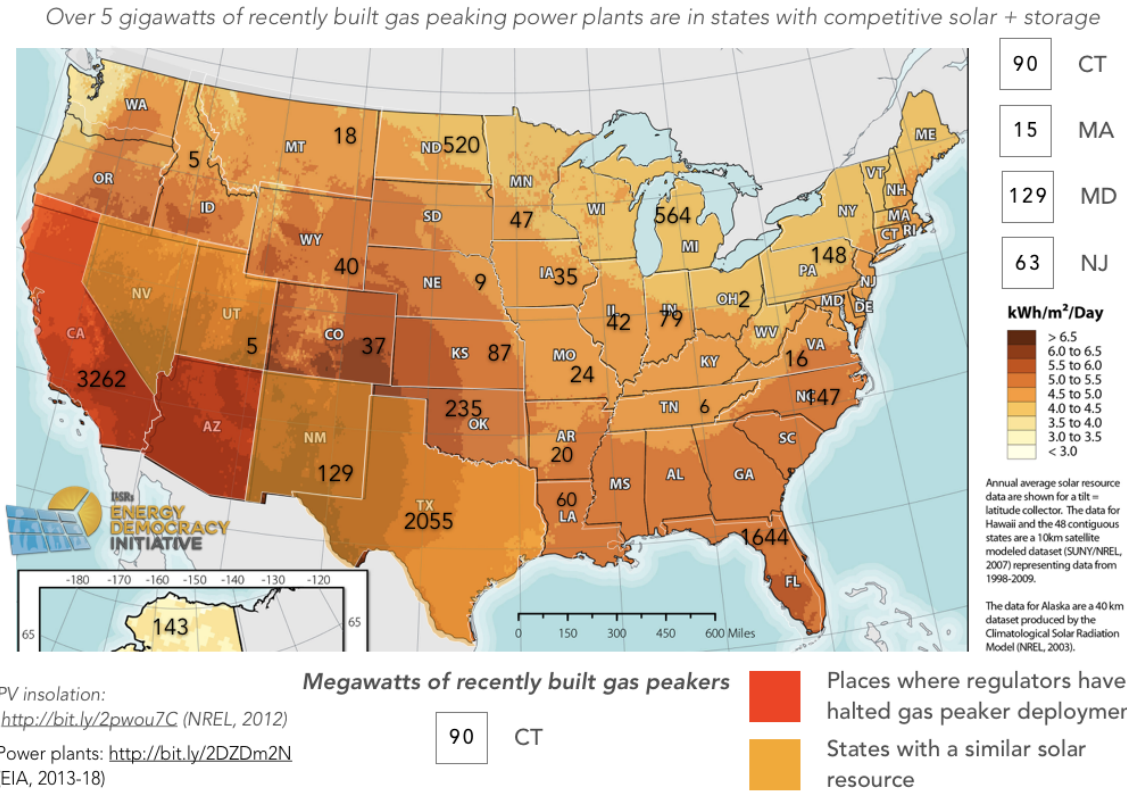 Over 5 gigawatts of recently built gas peaking power plants are in states with competitive solar + storage
90 CT
15 MA
129 MD
63 NJ
WA
MT 18
ND 520
MN
47
ME
VT
NH
MA
CT RI
NY
OR
5
ID
SD
WI
564
MI
WY
40
NE 9
IA 35
148
PA
NJ
MD
DE
NV
UT
5
CO 37
IL
42
IN
79
OH 2
WV
VA
16
CA
3262
KS 87
MO
24
KY
NC
47
TN 6
AZ
NM
129
235
OK
AR
20
SC
MS
AL
GA
TX
2055
60
LA
1644
FL
kWh/m²/Day
> 6.5
6.0 to 6.5
5.5 to 6.0
5.0 to 5.5
4.5 to 5.0
4.0 to 4.5
3.5 to 4.0
3.0 to 3.5
< 3.0
Annual average solar resource
data are shown for a tilt =
latitude collector. The data for
Hawaii and the 48 contiguous
states are a 10km satellite
modeled dataset (SUNY/NREL,
2007) representing data from
1998-2009.
The data for Alaska are a 40 km
dataset produced by the
Climatological Solar Radiation
Model (NREL, 2003).
ILSR's
ENERGY
DEMOCRACY
INITIATIVE
-180 -170 -160 -150 -140 -130 -120
65
65
143
0 150 300 450 600 Miles
PV insolation:
http://bit.ly/2pwou7C (NREL, 2012)
Power plants: http://bit.ly/2DZDm2N
(EIA, 2013-18)
Megawatts of recently built gas peakers
90 CT
Places where regulators have
halted gas peaker deploymen
States with a similar solar
resource